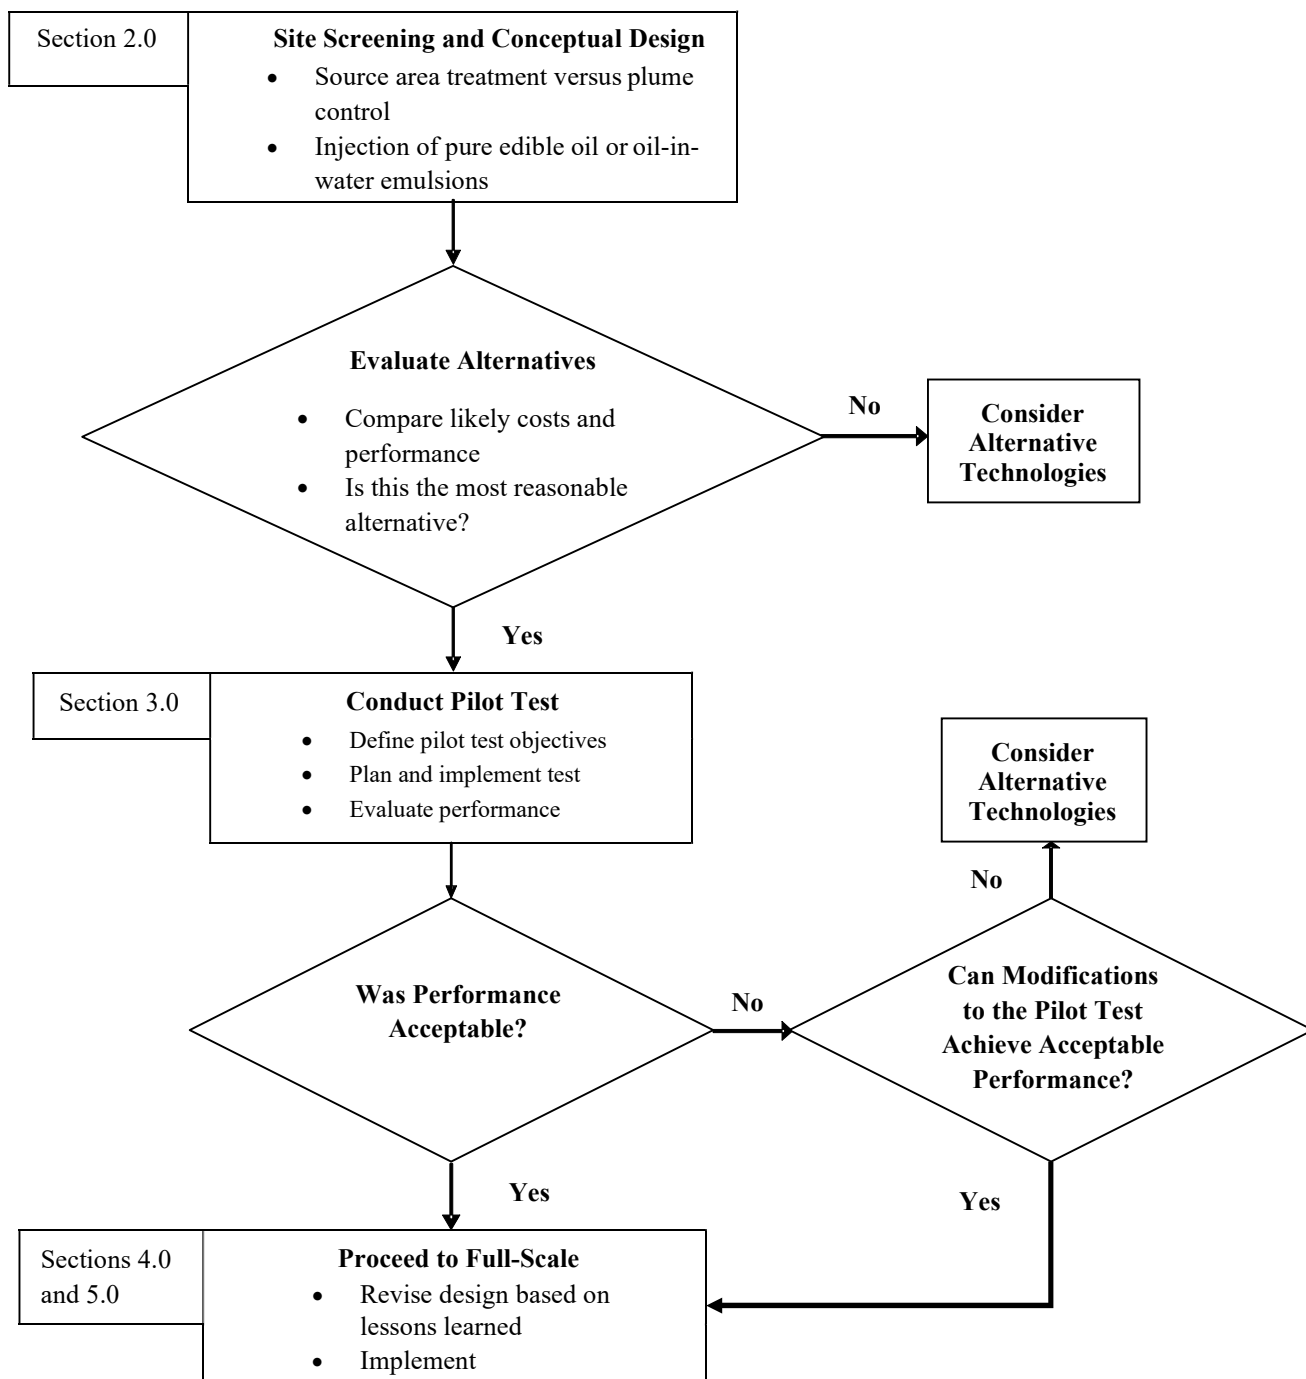 Section 2.0
Site Screening and Conceptual Design
• Source area treatment versus plume
control
• Injection of pure edible oil or oil-in-
water emulsions
Evaluate Alternatives
• Compare likely costs and
performance
• Is this the most reasonable
alternative?
No
Consider
Alternative
Technologies
Yes
Section 3.0
Conduct Pilot Test
• Define pilot test objectives
• Plan and implement test
• Evaluate performance
Was Performance
Acceptable?
No
Can Modifications
to the Pilot Test
Achieve Acceptable
Performance?
No
Consider
Alternative
Technologies
Yes
Yes
Sections 4.0
and 5.0
Proceed to Full-Scale
• Revise design based on
lessons learned
• Implement